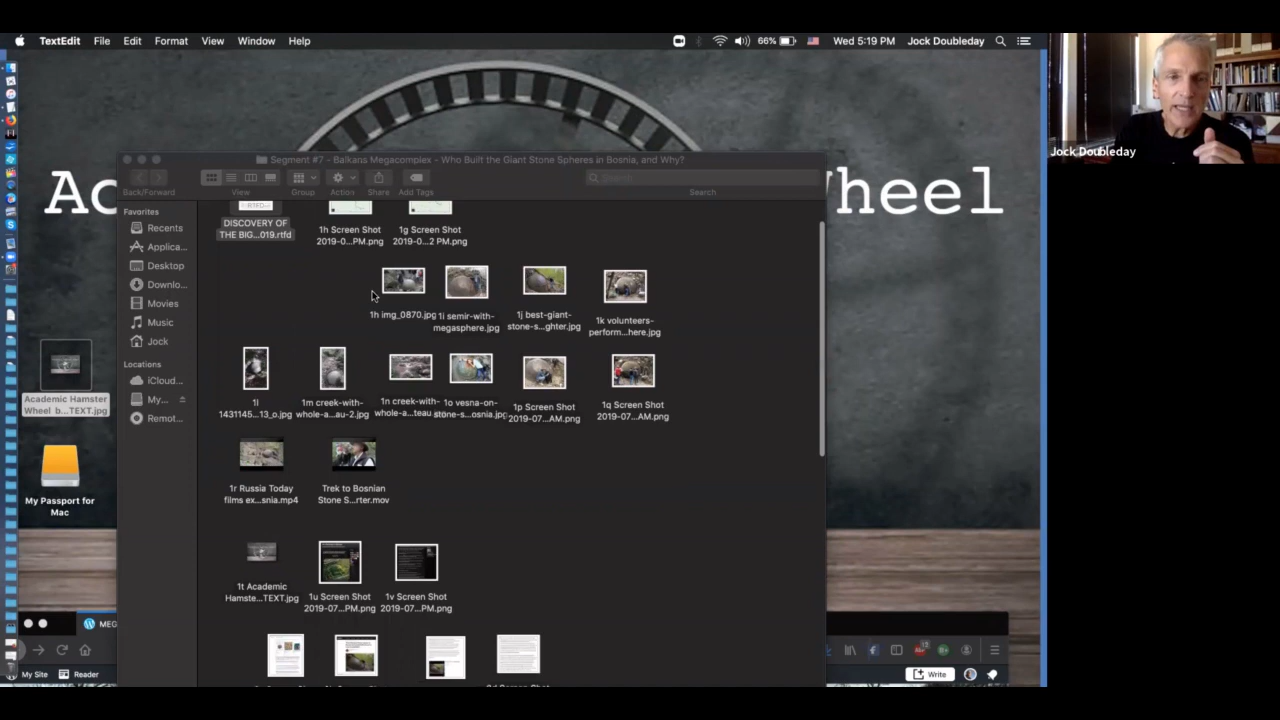 TextEdit File Edit Format View Window Help
66% Wed 5:19 PM Jock Doubleday
Jock Doubleday
Segment #7 - Balkans Megacomplex - Who Built the Giant Stone Spheres in Bosnia, and Why?
Search
Back/Forward View Group Action Share Add Tags Search
Ac heel
Favorites
Recents
Applica...
Desktop
Downlo...
Movies
Music
Jock
Locations
iCloud...
My...
Remot...
DISCOVERY OF
THE BIG...019.rtfd
1h Screen Shot
2019-0...PM.png
1g Screen Shot
2019-0...2 PM.png
1h img_0870.jpg
1i semir-with-
megasphere.jpg
1j best-giant-
stone-s...ghter.jpg
1k volunteers-
perform...here.jpg
1l
1431145...13_o.jpg
1m creek-with-
whole-a...au-2.jpg
1n creek-with-
whole-a...teau
1o vesna-on-
stone-s...osnia.jpg
1p Screen Shot
2019-07...AM.png
1q Screen Shot
2019-07...AM.png
1r Russia Today
films ex...snia.mp4
Trek to Bosnian
Stone S...rter.mov
1t Academic
Hamste...TEXT.jpg
1u Screen Shot
2019-07...PM.png
1v Screen Shot
2019-07...PM.png
Academic Hamster
Wheel b...TEXT.jpg
My Passport for
Mac
MEG
15
My Site Reader
Write